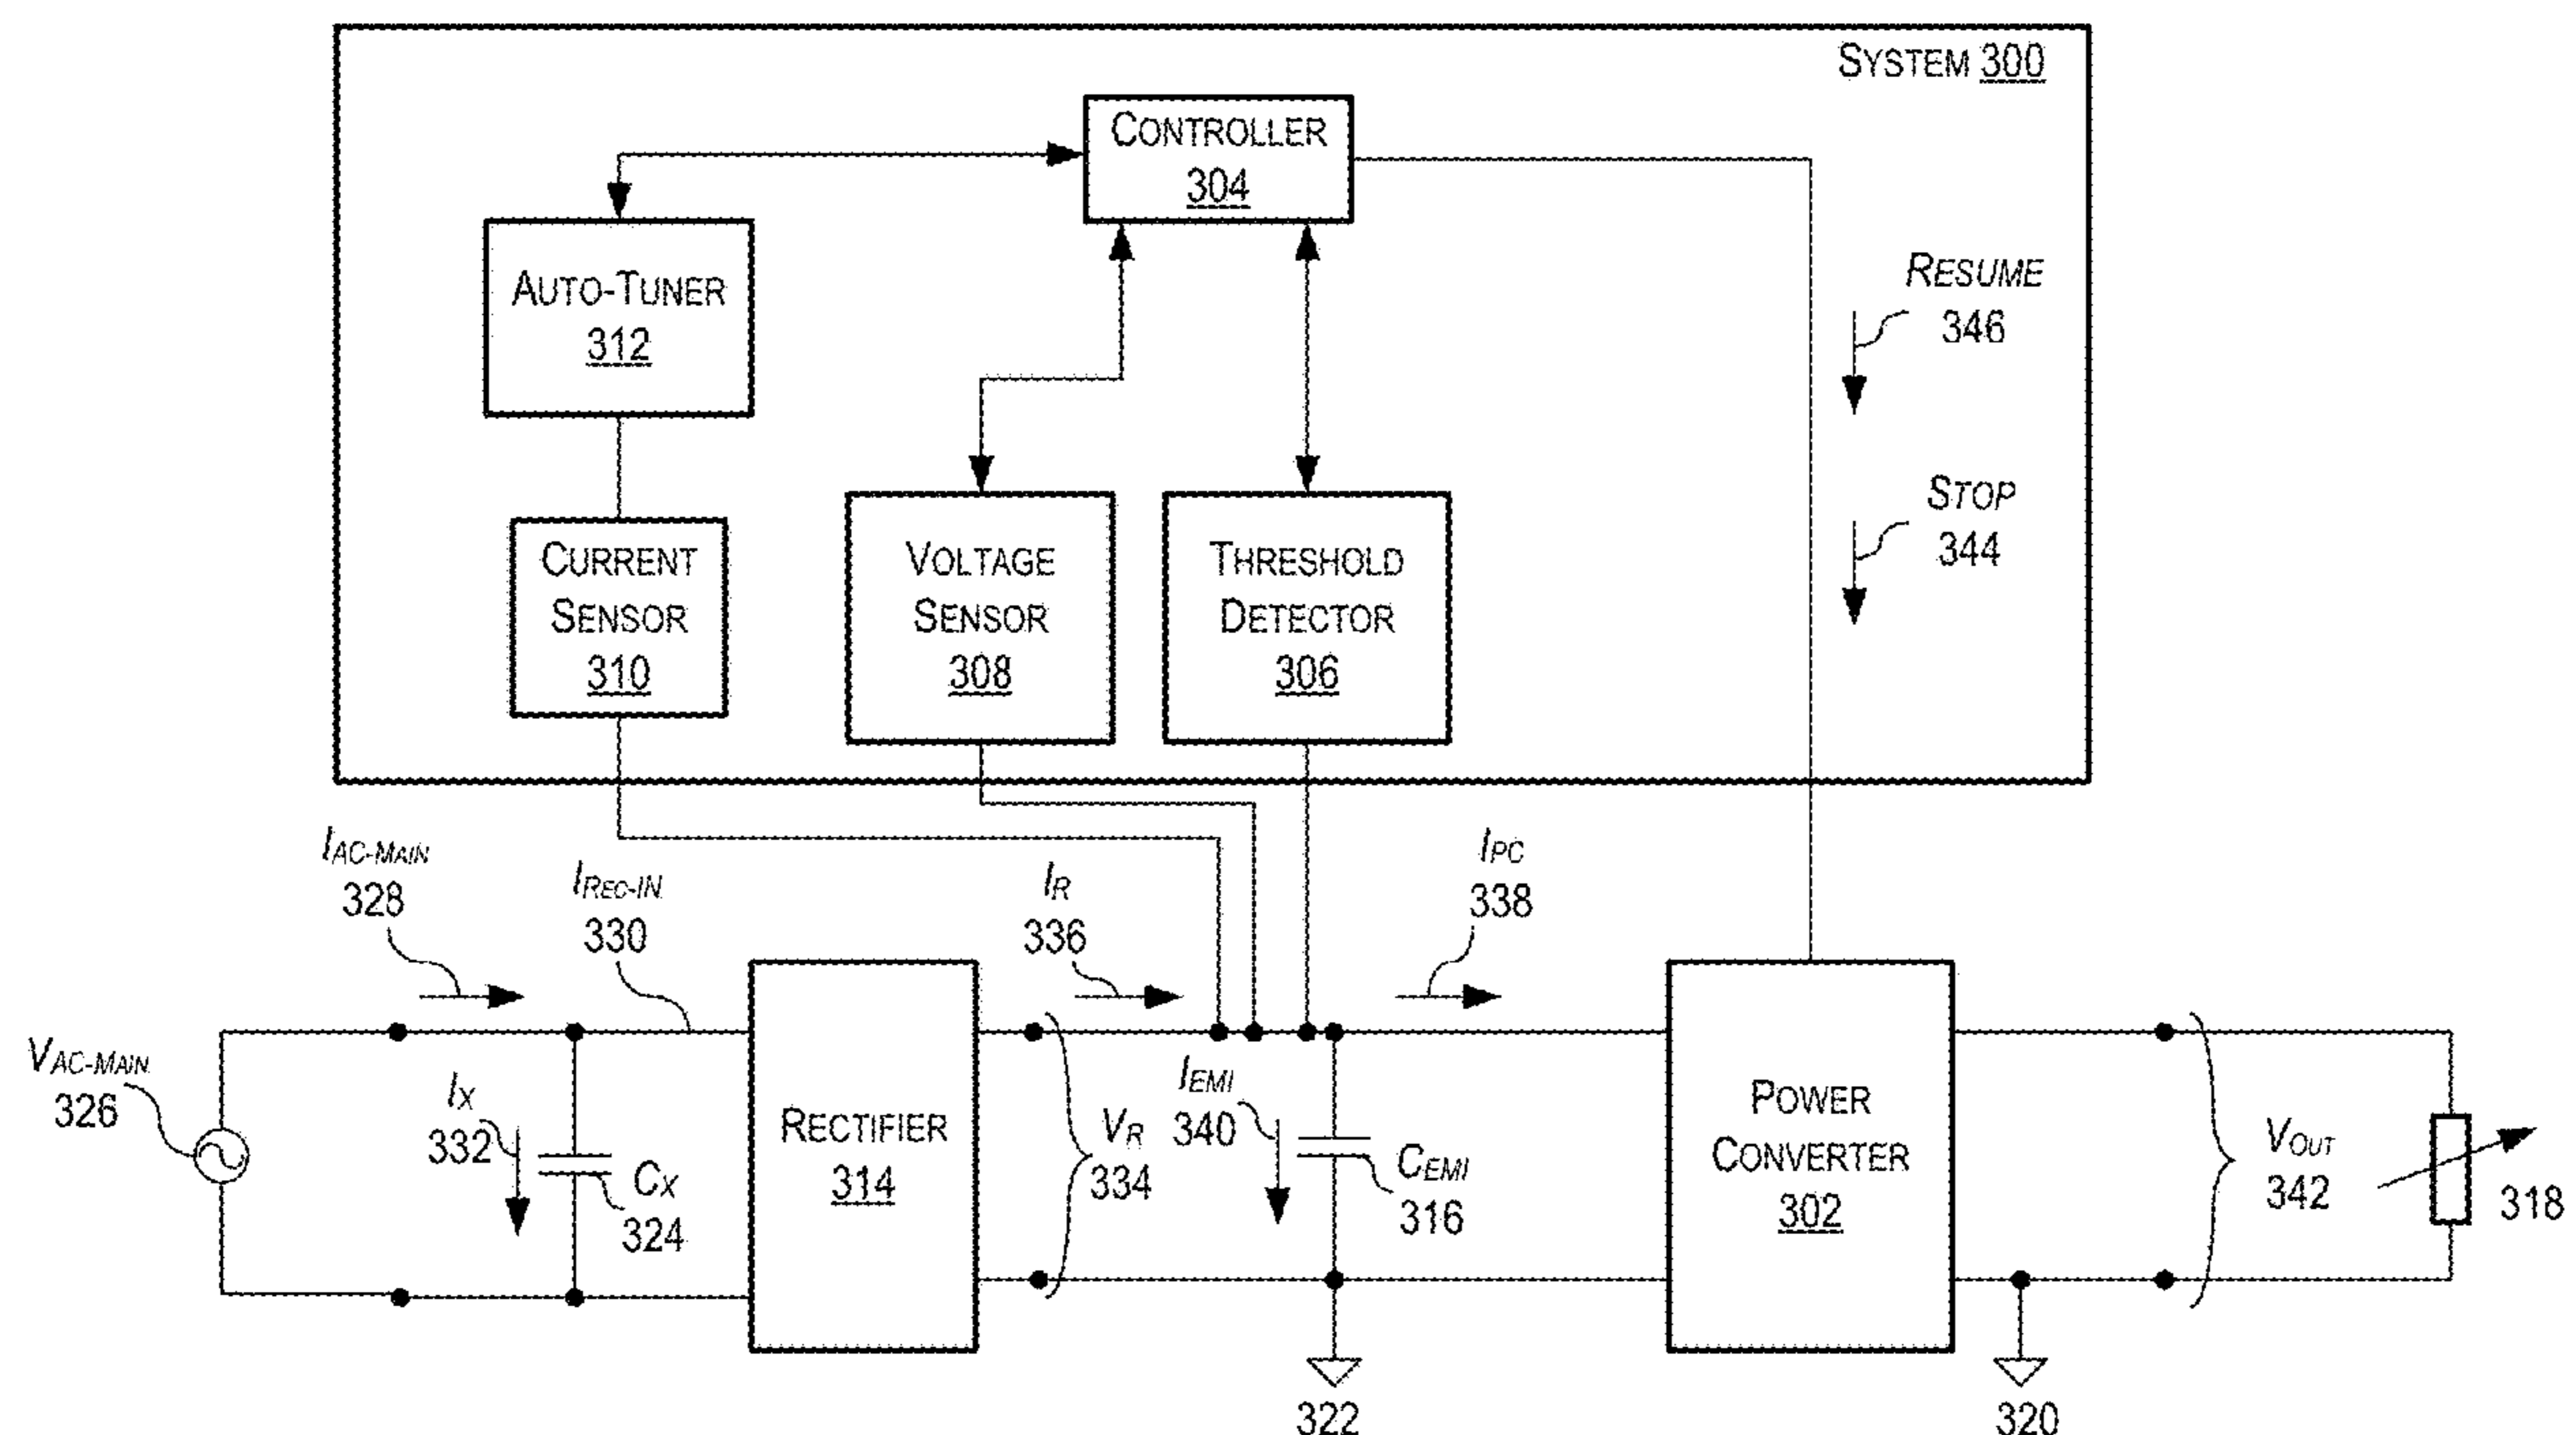 SYSTEM 300
CONTROLLER
304
AUTO-TUNER
312
RESUME
346
STOP
344
CURRENT
SENSOR
310
VOLTAGE
SENSOR
308
THRESHOLD
DETECTOR
306
IAC-MAIN
328
IREC-IN
330
IR
336
IPC
338
VAC-MAIN
326
IX
332
CX
324
RECTIFIER
314
VR
334
IEMI
340
CEMI
316
POWER
CONVERTER
302
VOUT
342
318
322
320